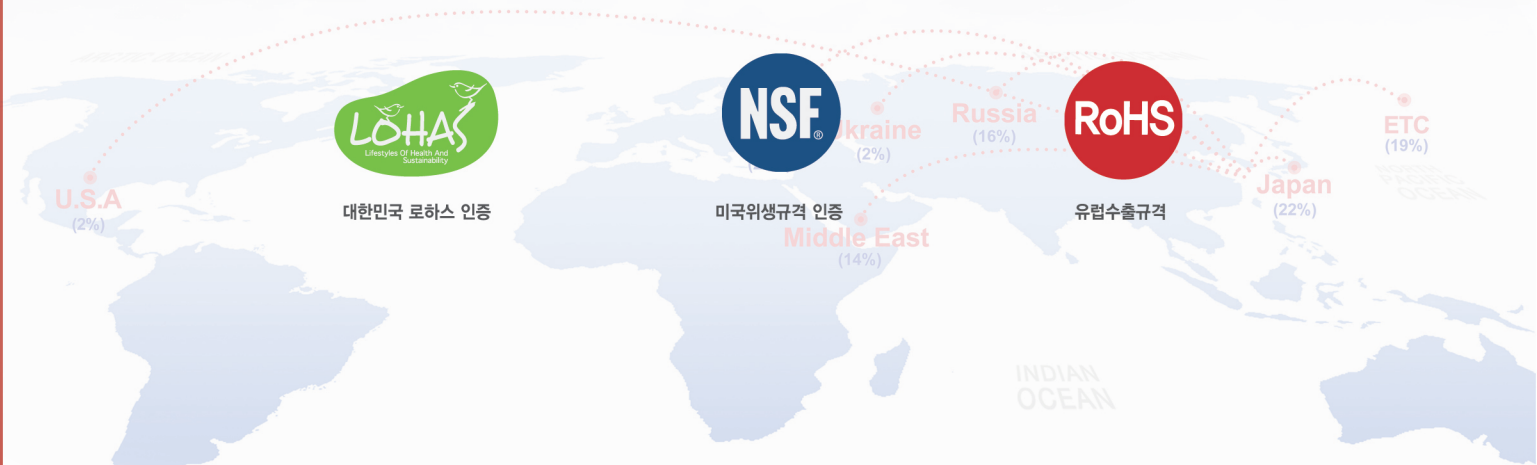 LOHAS
Lifestyles Of Health And
Sustainability
대한민국 로하스 인증
NSF®
미국위생규격 인증
RoHS
유럽수출규격
U.S.A
(2%)
kraine
(2%)
Russia
(16%)
Middle East
(14%)
Japan
(22%)
ETC
(19%)
INDIAN
OCEAN
OCEAN